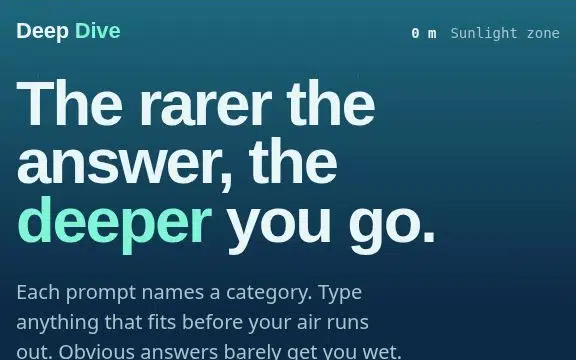 Deep Dive
0 m Sunlight zone
The rarer the
answer, the
deeper you go.
Each prompt names a category. Type
anything that fits before your air runs
out. Obvious answers barely get you wet.